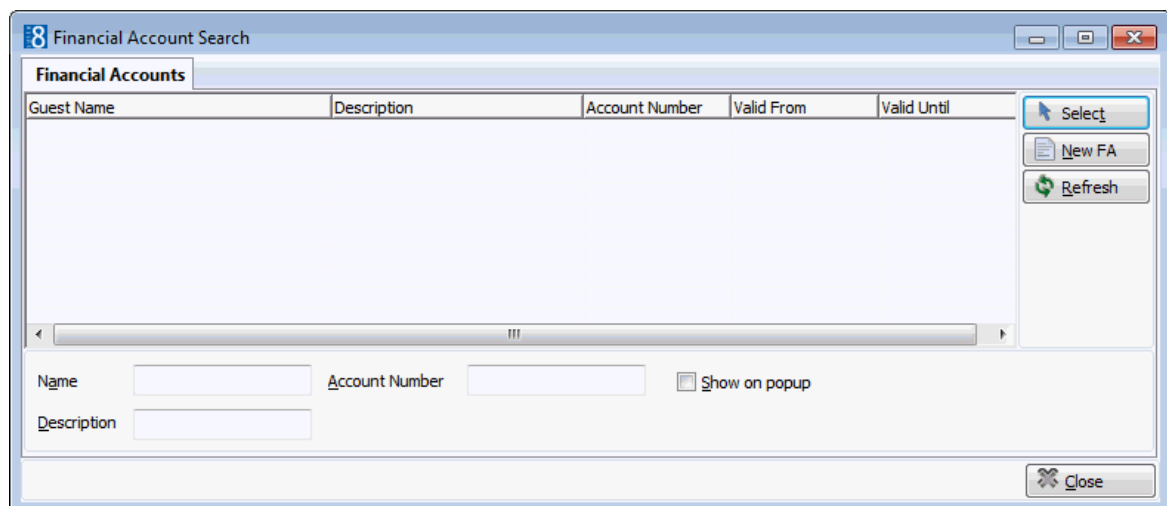 8 Financial Account Search
Financial Accounts
Guest Name Description Account Number Valid From Valid Until
Select
New FA
Refresh
Name Account Number Show on popup
Description
Close